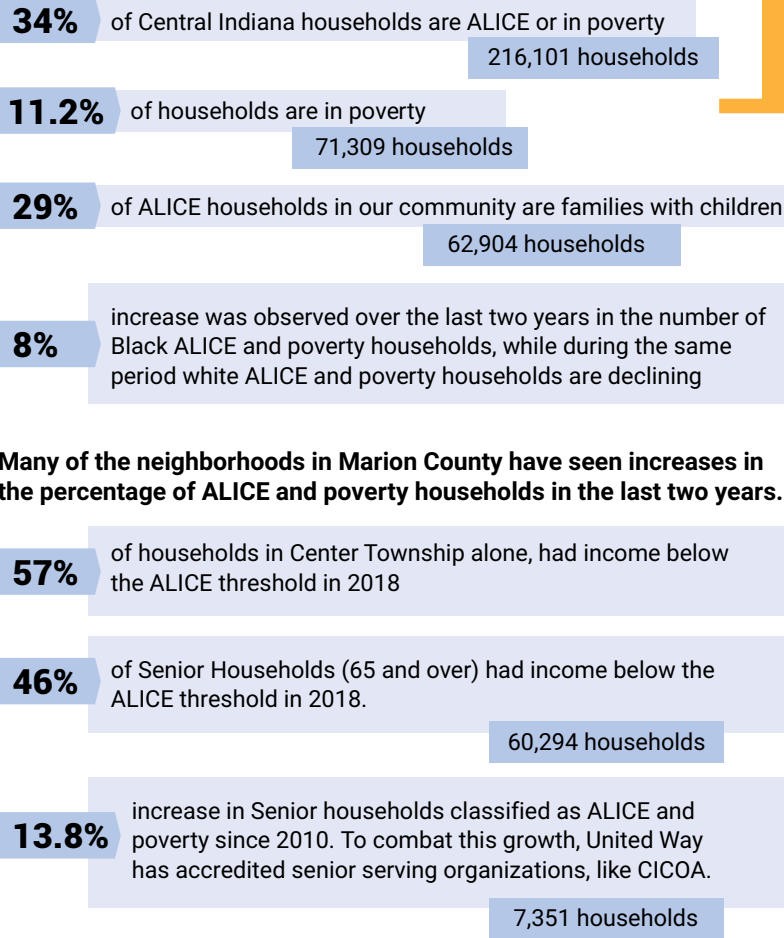 34% of Central Indiana households are ALICE or in poverty
216,101 households
11.2% of households are in poverty
71,309 households
29% of ALICE households in our community are families with children
62,904 households
8%
increase was observed over the last two years in the number of
Black ALICE and poverty households, while during the same
period white ALICE and poverty households are declining
Many of the neighborhoods in Marion County have seen increases in
the percentage of ALICE and poverty households in the last two years.
57%
of households in Center Township alone, had income below
the ALICE threshold in 2018
46%
of Senior Households (65 and over) had income below the
ALICE threshold in 2018.
60,294 households
13.8%
increase in Senior households classified as ALICE and
poverty since 2010. To combat this growth, United Way
has accredited senior serving organizations, like CICOA.
7,351 households